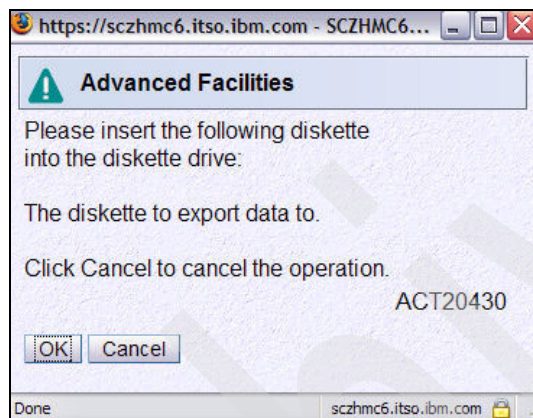 https://sczhmc6.itso.ibm.com - SCZHMC6...
Advanced Facilities
Please insert the following diskette
into the diskette drive:
The diskette to export data to.
Click Cancel to cancel the operation.
ACT20430
OK Cancel
Done sczhmc6.itso.ibm.com